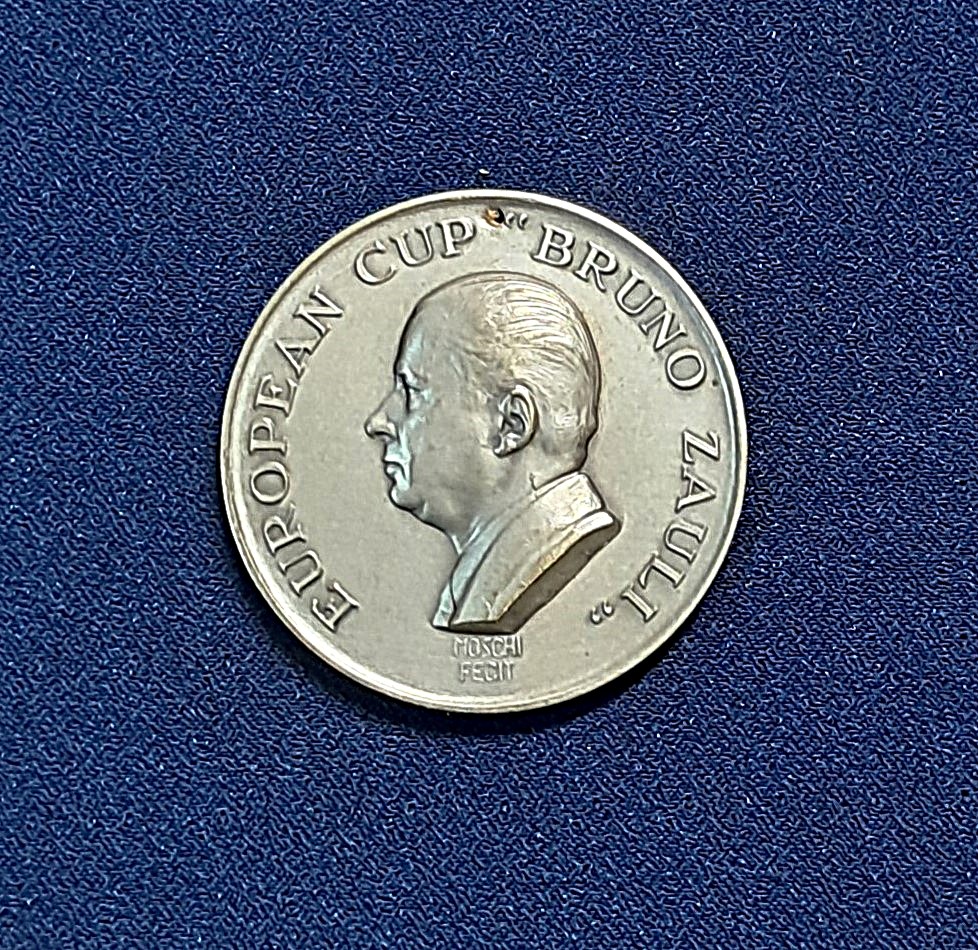 EUROPEAN CUP “BRUNO ZAULI”
MOSCHI
FECIT